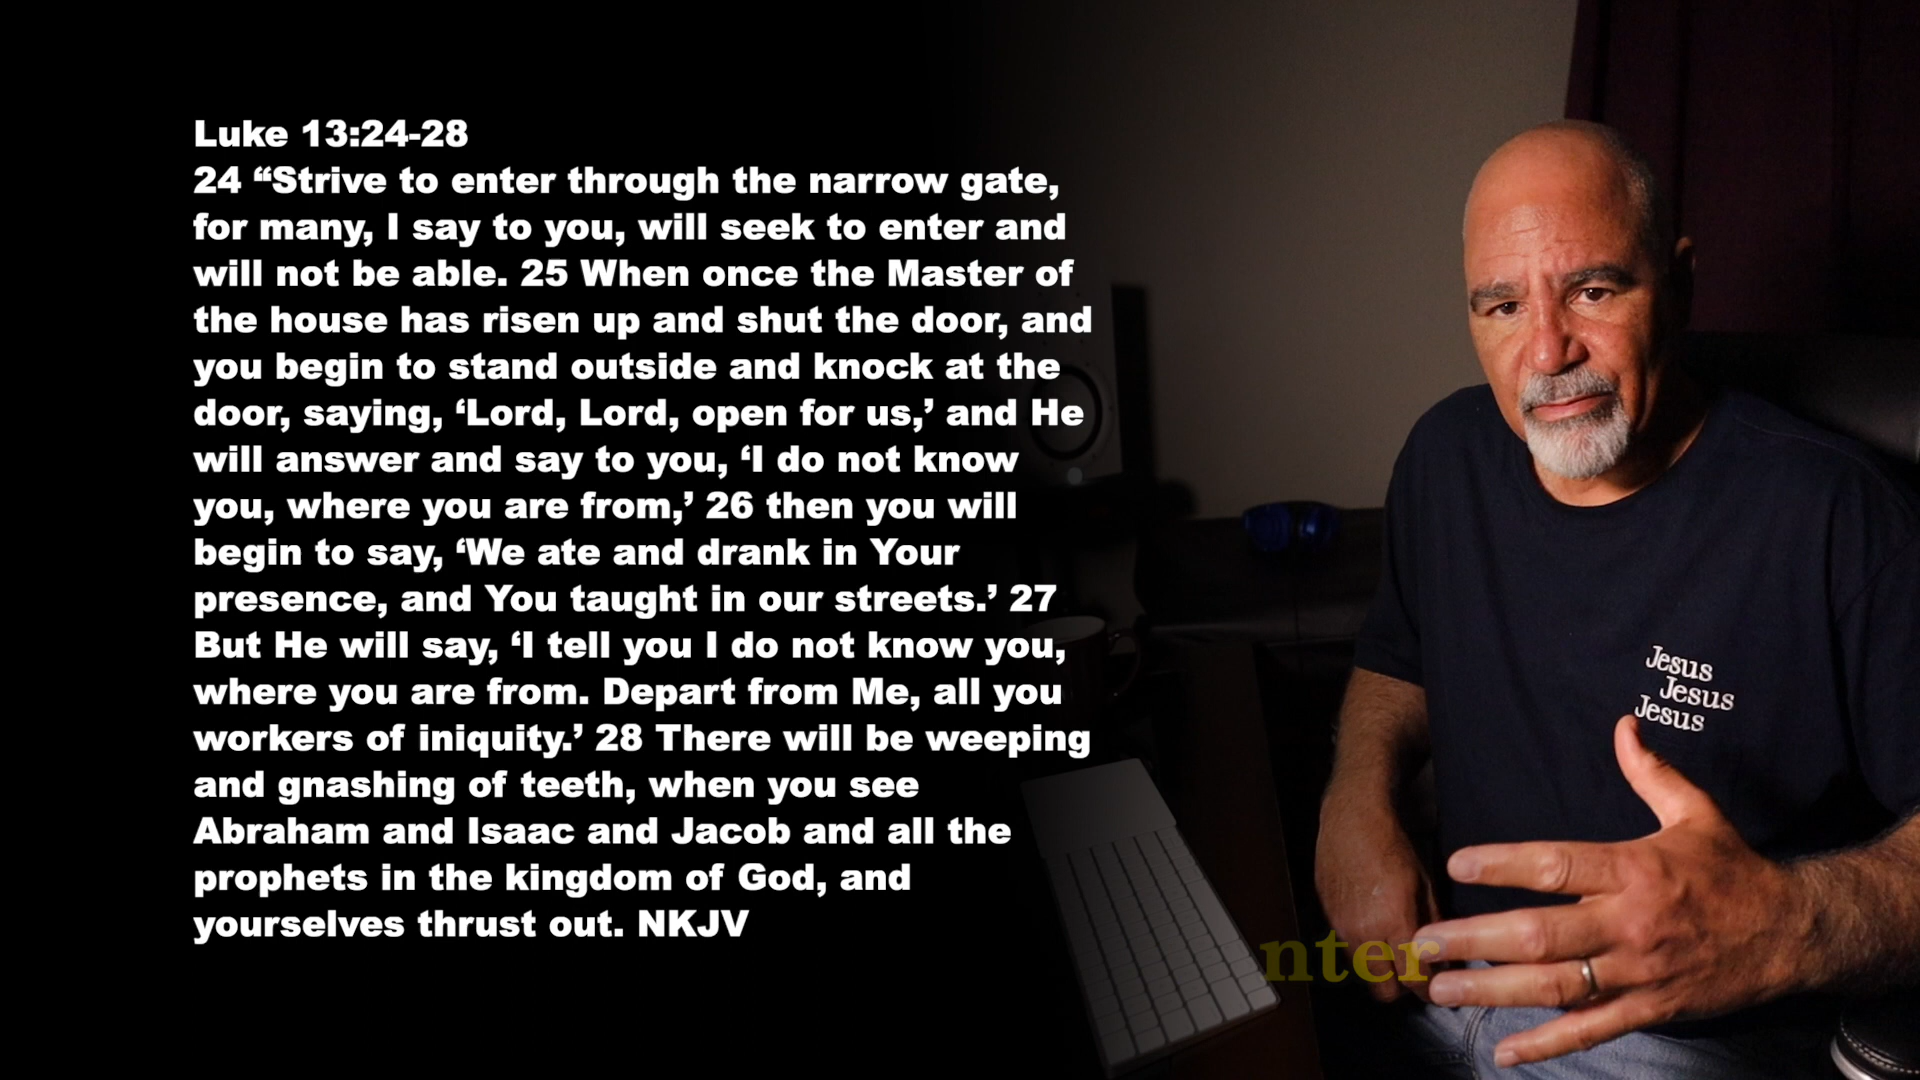 Luke 13:24-28
24 “Strive to enter through the narrow gate,
for many, I say to you, will seek to enter and
will not be able. 25 When once the Master of
the house has risen up and shut the door, and
you begin to stand outside and knock at the
door, saying, ‘Lord, Lord, open for us,’ and He
will answer and say to you, ‘I do not know
you, where you are from,’ 26 then you will
begin to say, ‘We ate and drank in Your
presence, and You taught in our streets.’ 27
But He will say, ‘I tell you I do not know you,
where you are from. Depart from Me, all you
workers of iniquity.’ 28 There will be weeping
and gnashing of teeth, when you see
Abraham and Isaac and Jacob and all the
prophets in the kingdom of God, and
yourselves thrust out. NKJV
Jesus
Jesus
Jesus
nter